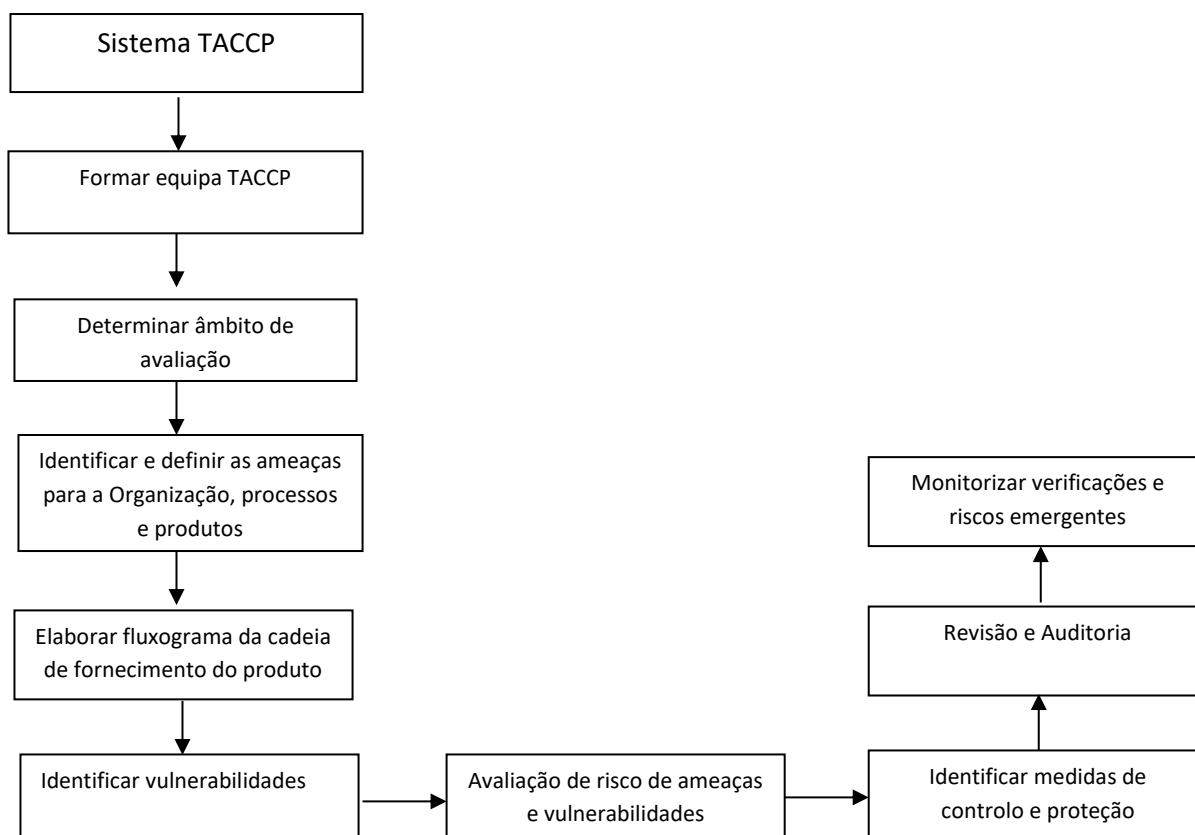 Sistema TACCP
Formar equipa TACCP
Determinar âmbito de
avaliação
Identificar e definir as ameaças
para a Organização, processos
e produtos
Elaborar fluxograma da cadeia
de fornecimento do produto
Identificar vulnerabilidades
Avaliação de risco de ameaças
e vulnerabilidades
Identificar medidas de
controlo e proteção
Revisão e Auditoria
Monitorizar verificações e
riscos emergentes